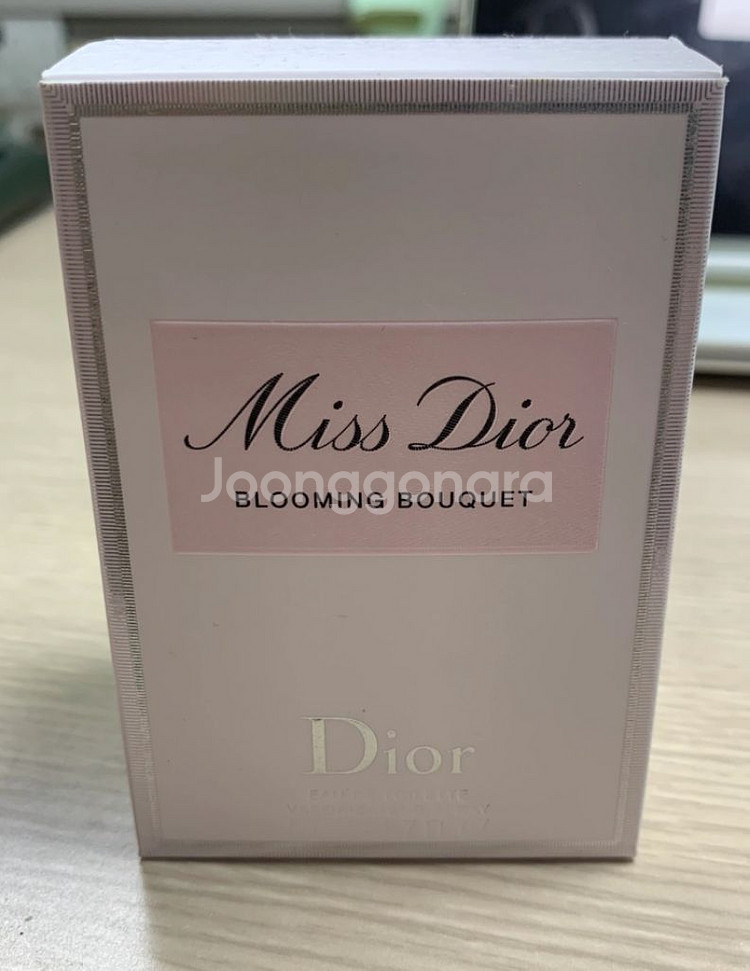 Miss Dior
Joonggonara
BLOOMING BOUQUET
Dior